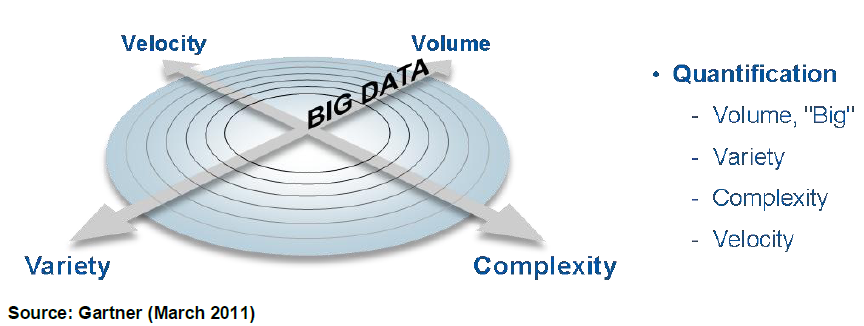 Velocity
Volume
BIG DATA
Variety
Complexity
Source: Gartner (March 2011)
• Quantification
- Volume, "Big"
- Variety
- Complexity
- Velocity